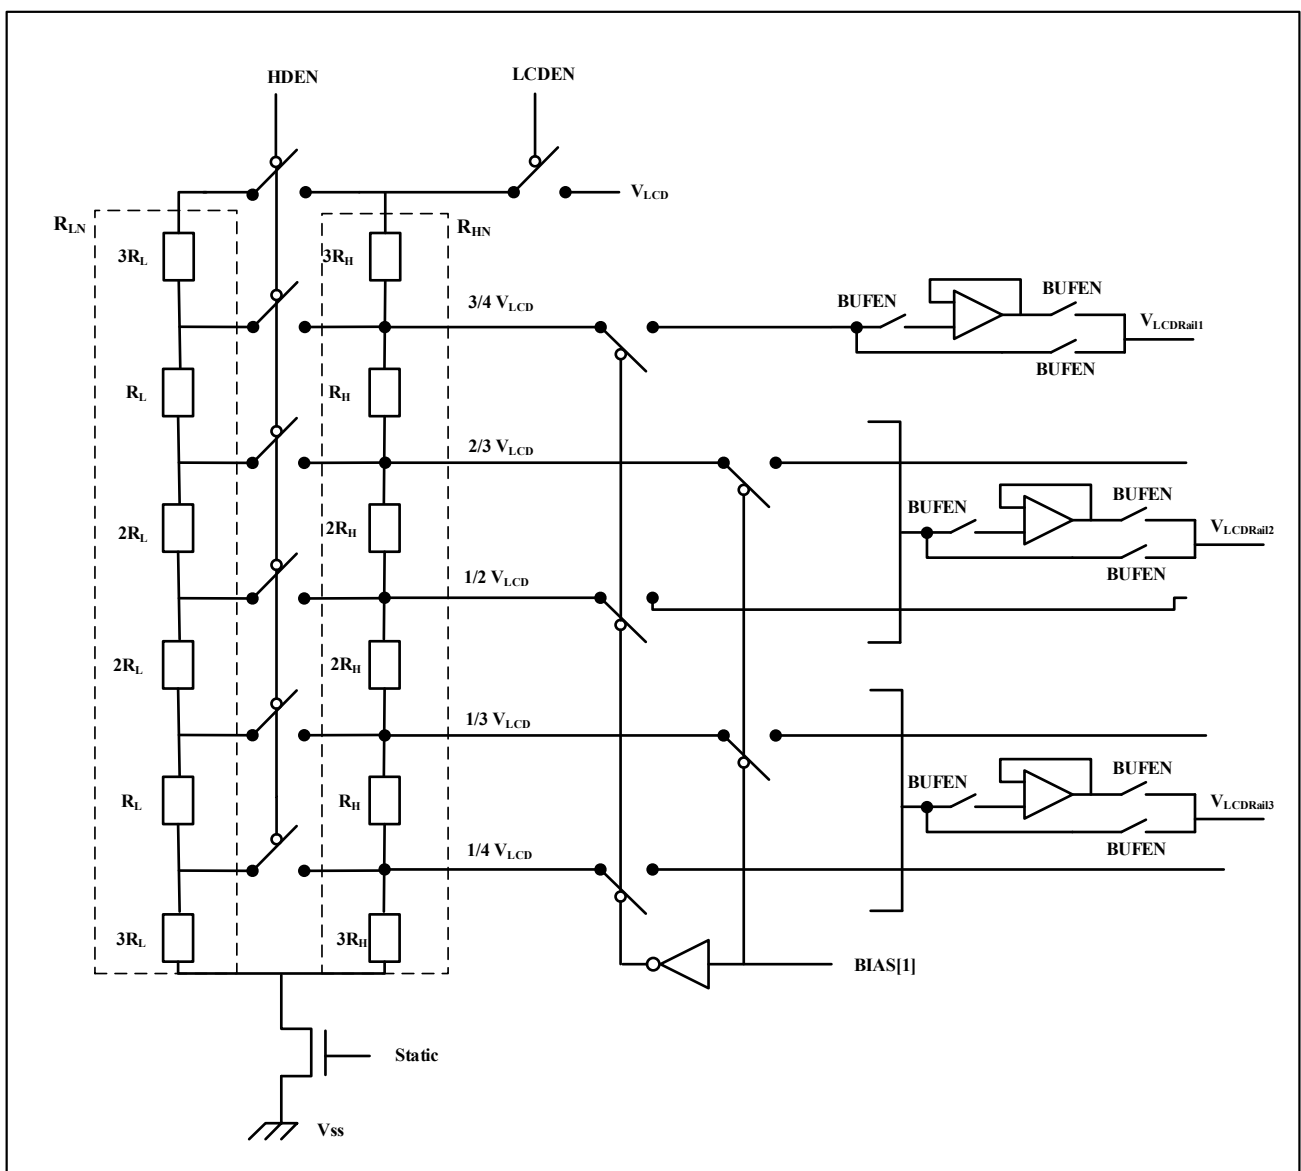 HDEN
LCDEN
VLCD
RLN
RHN
3RL
3RH
3/4 VLCD
BUFEN
BUFEN
VLCDRail1
BUFEN
RL
RH
2/3 VLCD
2RL
2RH
BUFEN
BUFEN
VLCDRail2
BUFEN
1/2 VLCD
2RL
2RH
1/3 VLCD
RL
RH
BUFEN
BUFEN
VLCDRail3
BUFEN
1/4 VLCD
3RL
3RH
BIAS[1]
Static
Vss